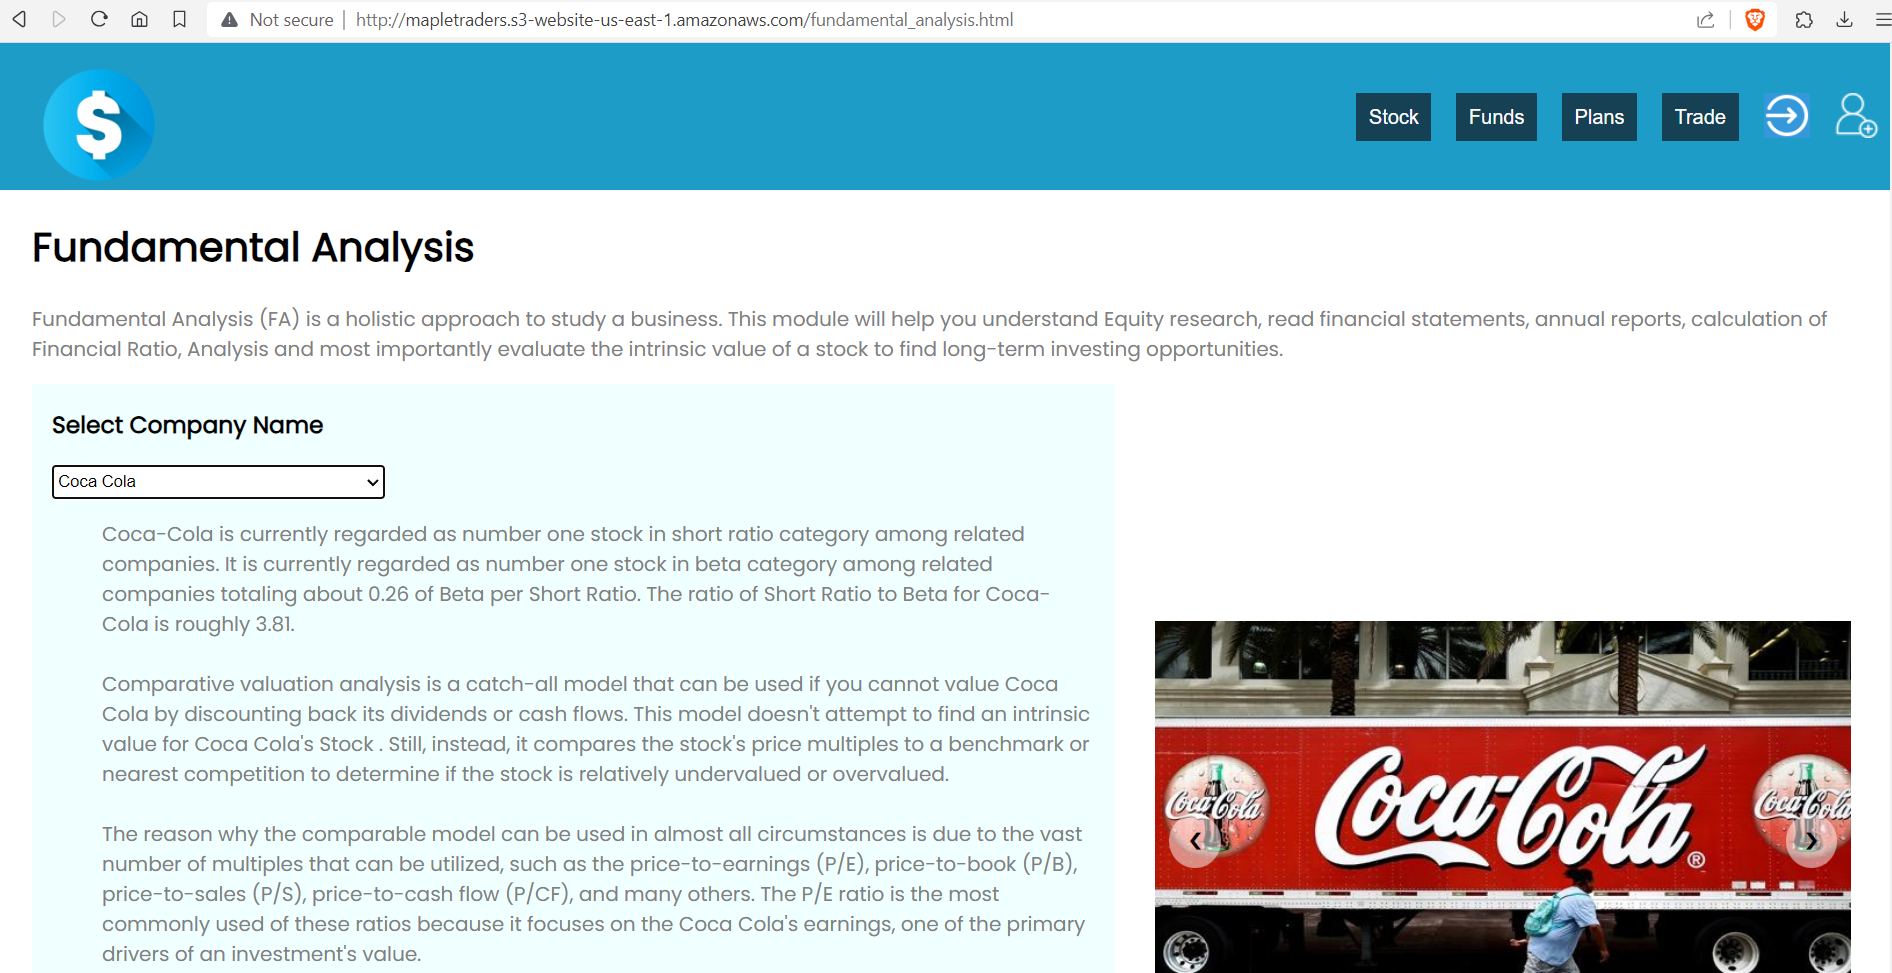 Not secure | http://mapletraders.s3-website-us-east-1.amazonaws.com/fundamental_analysis.html
$
Stock Funds Plans Trade
Fundamental Analysis
Fundamental Analysis (FA) is a holistic approach to study a business. This module will help you understand Equity research, read financial statements, annual reports, calculation of
Financial Ratio, Analysis and most importantly evaluate the intrinsic value of a stock to find long-term investing opportunities.
Select Company Name
Coca Cola
Coca-Cola is currently regarded as number one stock in short ratio category among related
companies. It is currently regarded as number one stock in beta category among related
companies totaling about 0.26 of Beta per Short Ratio. The ratio of Short Ratio to Beta for Coca-
Cola is roughly 3.81.
Comparative valuation analysis is a catch-all model that can be used if you cannot value Coca
Cola by discounting back its dividends or cash flows. This model doesn't attempt to find an intrinsic
value for Coca Cola's Stock . Still, instead, it compares the stock's price multiples to a benchmark or
nearest competition to determine if the stock is relatively undervalued or overvalued.
The reason why the comparable model can be used in almost all circumstances is due to the vast
number of multiples that can be utilized, such as the price-to-earnings (P/E), price-to-book (P/B),
price-to-sales (P/S), price-to-cash flow (P/CF), and many others. The P/E ratio is the most
commonly used of these ratios because it focuses on the Coca Cola's earnings, one of the primary
drivers of an investment's value.
Coca-Cola
Coca-Cola®
Coca-Cola